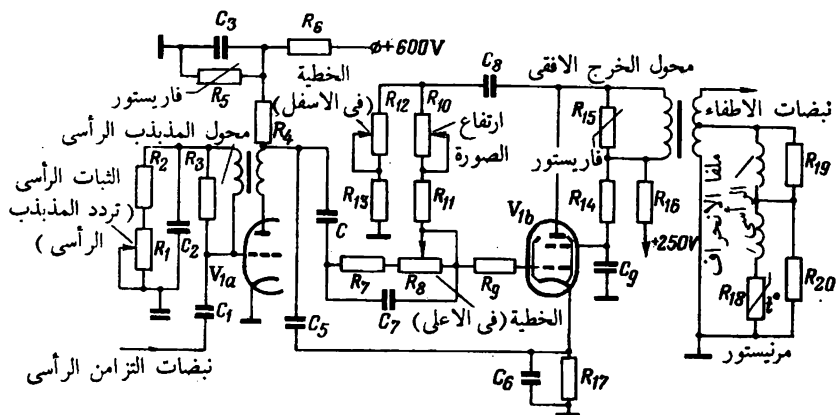 C3
R6
+600V
R5
فاريستور
الخطية
(فى الاسفل)
R12
R10
C8
محول الخرج الافقى
R4
محول المذبذب الرأسى
ارتفاع
الصورة
R15
فاريستور
نبضات الاطفاء
R2
R3
الثبات الرأسى
(تردد المذبذب
الرأسى)
R1
C2
V1a
C1
C
R13
R11
V1b
R14
R16
+250V
ملفا الانحراف
الرأسى
R19
R7
R8
R9
C7
الخطية (فى الاعلى)
C9
R18
t°
R20
مرنيستور
C5
نبضات التزامن الرأسى
C6
R17